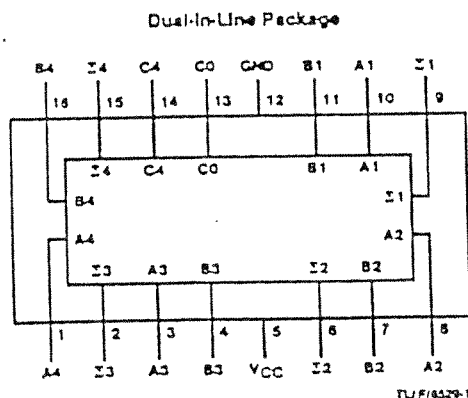 Dual-In-Line Package
B4 Σ4 C4 C0 GND B1 A1 Σ1
16 15 14 13 12 11 10 9
Σ4 C4 C0 B1 A1
B4 Σ1
A4 A2
Σ3 A3 B3 Σ2 B2
1 2 3 4 5 6 7 8
A4 Σ3 A3 B3 VCC Σ2 B2 A2
TL/F/6529-1